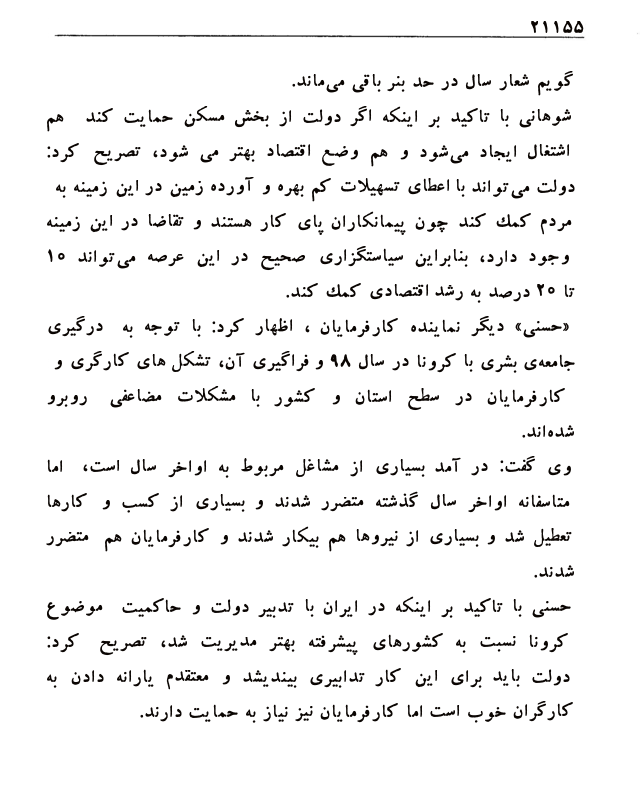 ۲۱۱۵۵
گویم شعار سال در حد بنر باقی می‌ماند.
شوهانی با تاکید بر اینکه اگر دولت از بخش مسکن حمایت کند هم
اشتغال ایجاد می‌شود و هم وضع اقتصاد بهتر می شود، تصریح کرد:
دولت می‌تواند با اعطای تسهیلات کم بهره و آورده زمین در این زمینه به
مردم کمك کند چون پیمانکاران پای کار هستند و تقاضا در این زمینه
وجود دارد، بنابراین سیاستگزاری صحیح در این عرصه می‌تواند ۱۵
تا ۲۵ درصد به رشد اقتصادی کمك کند.
«حسنی» دیگر نماینده کارفرمایان ، اظهار کرد: با توجه به درگیری
جامعه‌ی بشری با کرونا در سال ۹۸ و فراگیری آن، تشکل های کارگری و
کارفرمایان در سطح استان و کشور با مشکلات مضاعفی روبرو
شده‌اند.
وی گفت: در آمد بسیاری از مشاغل مربوط به اواخر سال است، اما
متاسفانه اواخر سال گذشته متضرر شدند و بسیاری از کسب و کارها
تعطیل شد و بسیاری از نیروها هم بیکار شدند و کارفرمایان هم متضرر
شدند.
حسنی با تاکید بر اینکه در ایران با تدبیر دولت و حاکمیت موضوع
کرونا نسبت به کشورهای پیشرفته بهتر مدیریت شد، تصریح کرد:
دولت باید برای این کار تدابیری بیندیشد و معتقدم یارانه دادن به
کارگران خوب است اما کارفرمایان نیز نیاز به حمایت دارند.